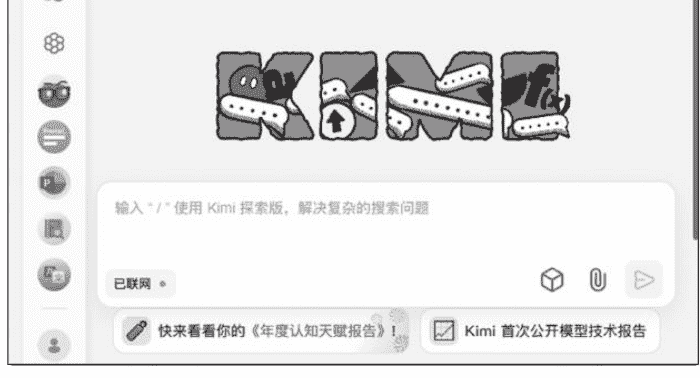 KIMI
f(x)
输入 “ / ” 使用 Kimi 探索版，解决复杂的搜索问题
已联网
快来看看你的《年度认知天赋报告》!
Kimi 首次公开模型技术报告